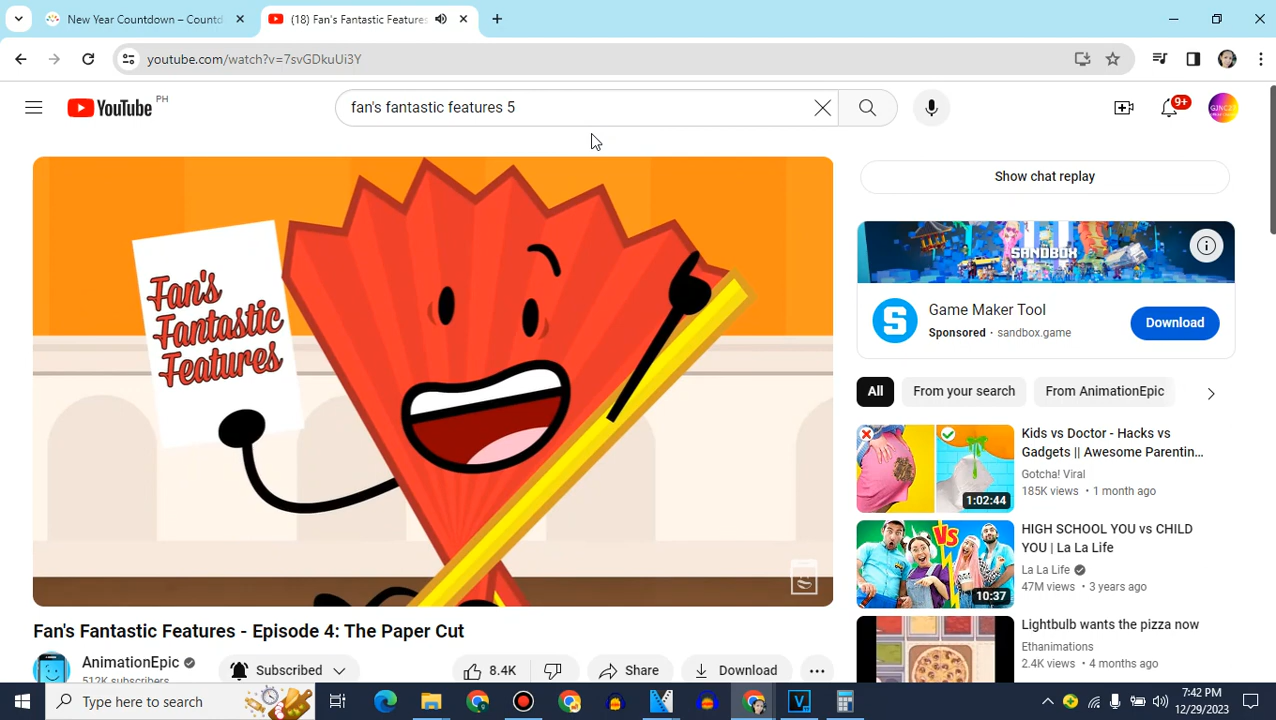 New Year Countdown – Countd
(18) Fan's Fantastic Features
youtube.com/watch?v=7svGDkuUi3Y
YouTube PH
fan's fantastic features 5
9+
GJNC23
Show chat replay
Fan's
Fantastic
Features
SANDBOX
Game Maker Tool
Sponsored • sandbox.game
Download
All
From your search
From AnimationEpic
Kids vs Doctor - Hacks vs
Gadgets || Awesome Parentin...
Gotcha! Viral
185K views • 1 month ago
1:02:44
HIGH SCHOOL YOU vs CHILD
YOU | La La Life
La La Life
47M views • 3 years ago
VS
10:37
Lightbulb wants the pizza now
Ethanimations
2.4K views • 4 months ago
Fan's Fantastic Features - Episode 4: The Paper Cut
AnimationEpic
512K subscribers
Subscribed
8.4K
Share
Download
Type here to search
7:42 PM
12/29/2023